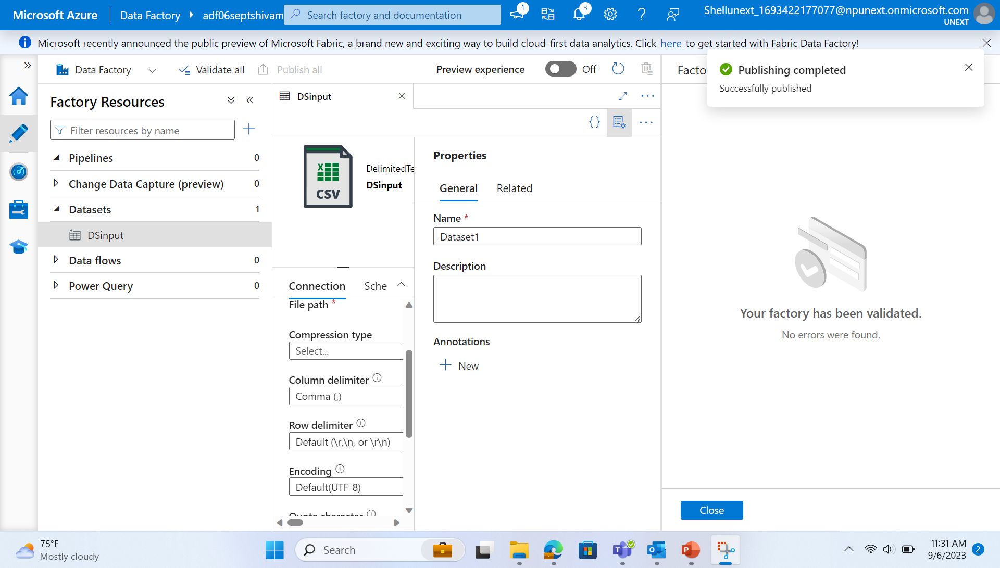 Microsoft Azure
Data Factory
adf06septshivam
Search factory and documentation
1
3
Shellunext_1693422177077@npunext.onmicrosoft.com
UNEXT
Microsoft recently announced the public preview of Microsoft Fabric, a brand new and exciting way to build cloud-first data analytics. Click here to get started with Fabric Data Factory!
Data Factory
Validate all
Publish all
Preview experience
Off
Facto
Publishing completed
Successfully published
Factory Resources
Filter resources by name
Pipelines 0
Change Data Capture (preview) 0
Datasets 1
DSinput
Data flows 0
Power Query 0
DSinput
{}
CSV
DelimitedTe
DSinput
Connection
Sche
File path *
Compression type
Select...
Column delimiter
Comma (,)
Row delimiter
Default (\r,\n, or \r\n)
Encoding
Default(UTF-8)
Quote character
Properties
General
Related
Name *
Dataset1
Description
Annotations
New
Your factory has been validated.
No errors were found.
Close
75°F
Mostly cloudy
Search
11:31 AM
9/6/2023
2